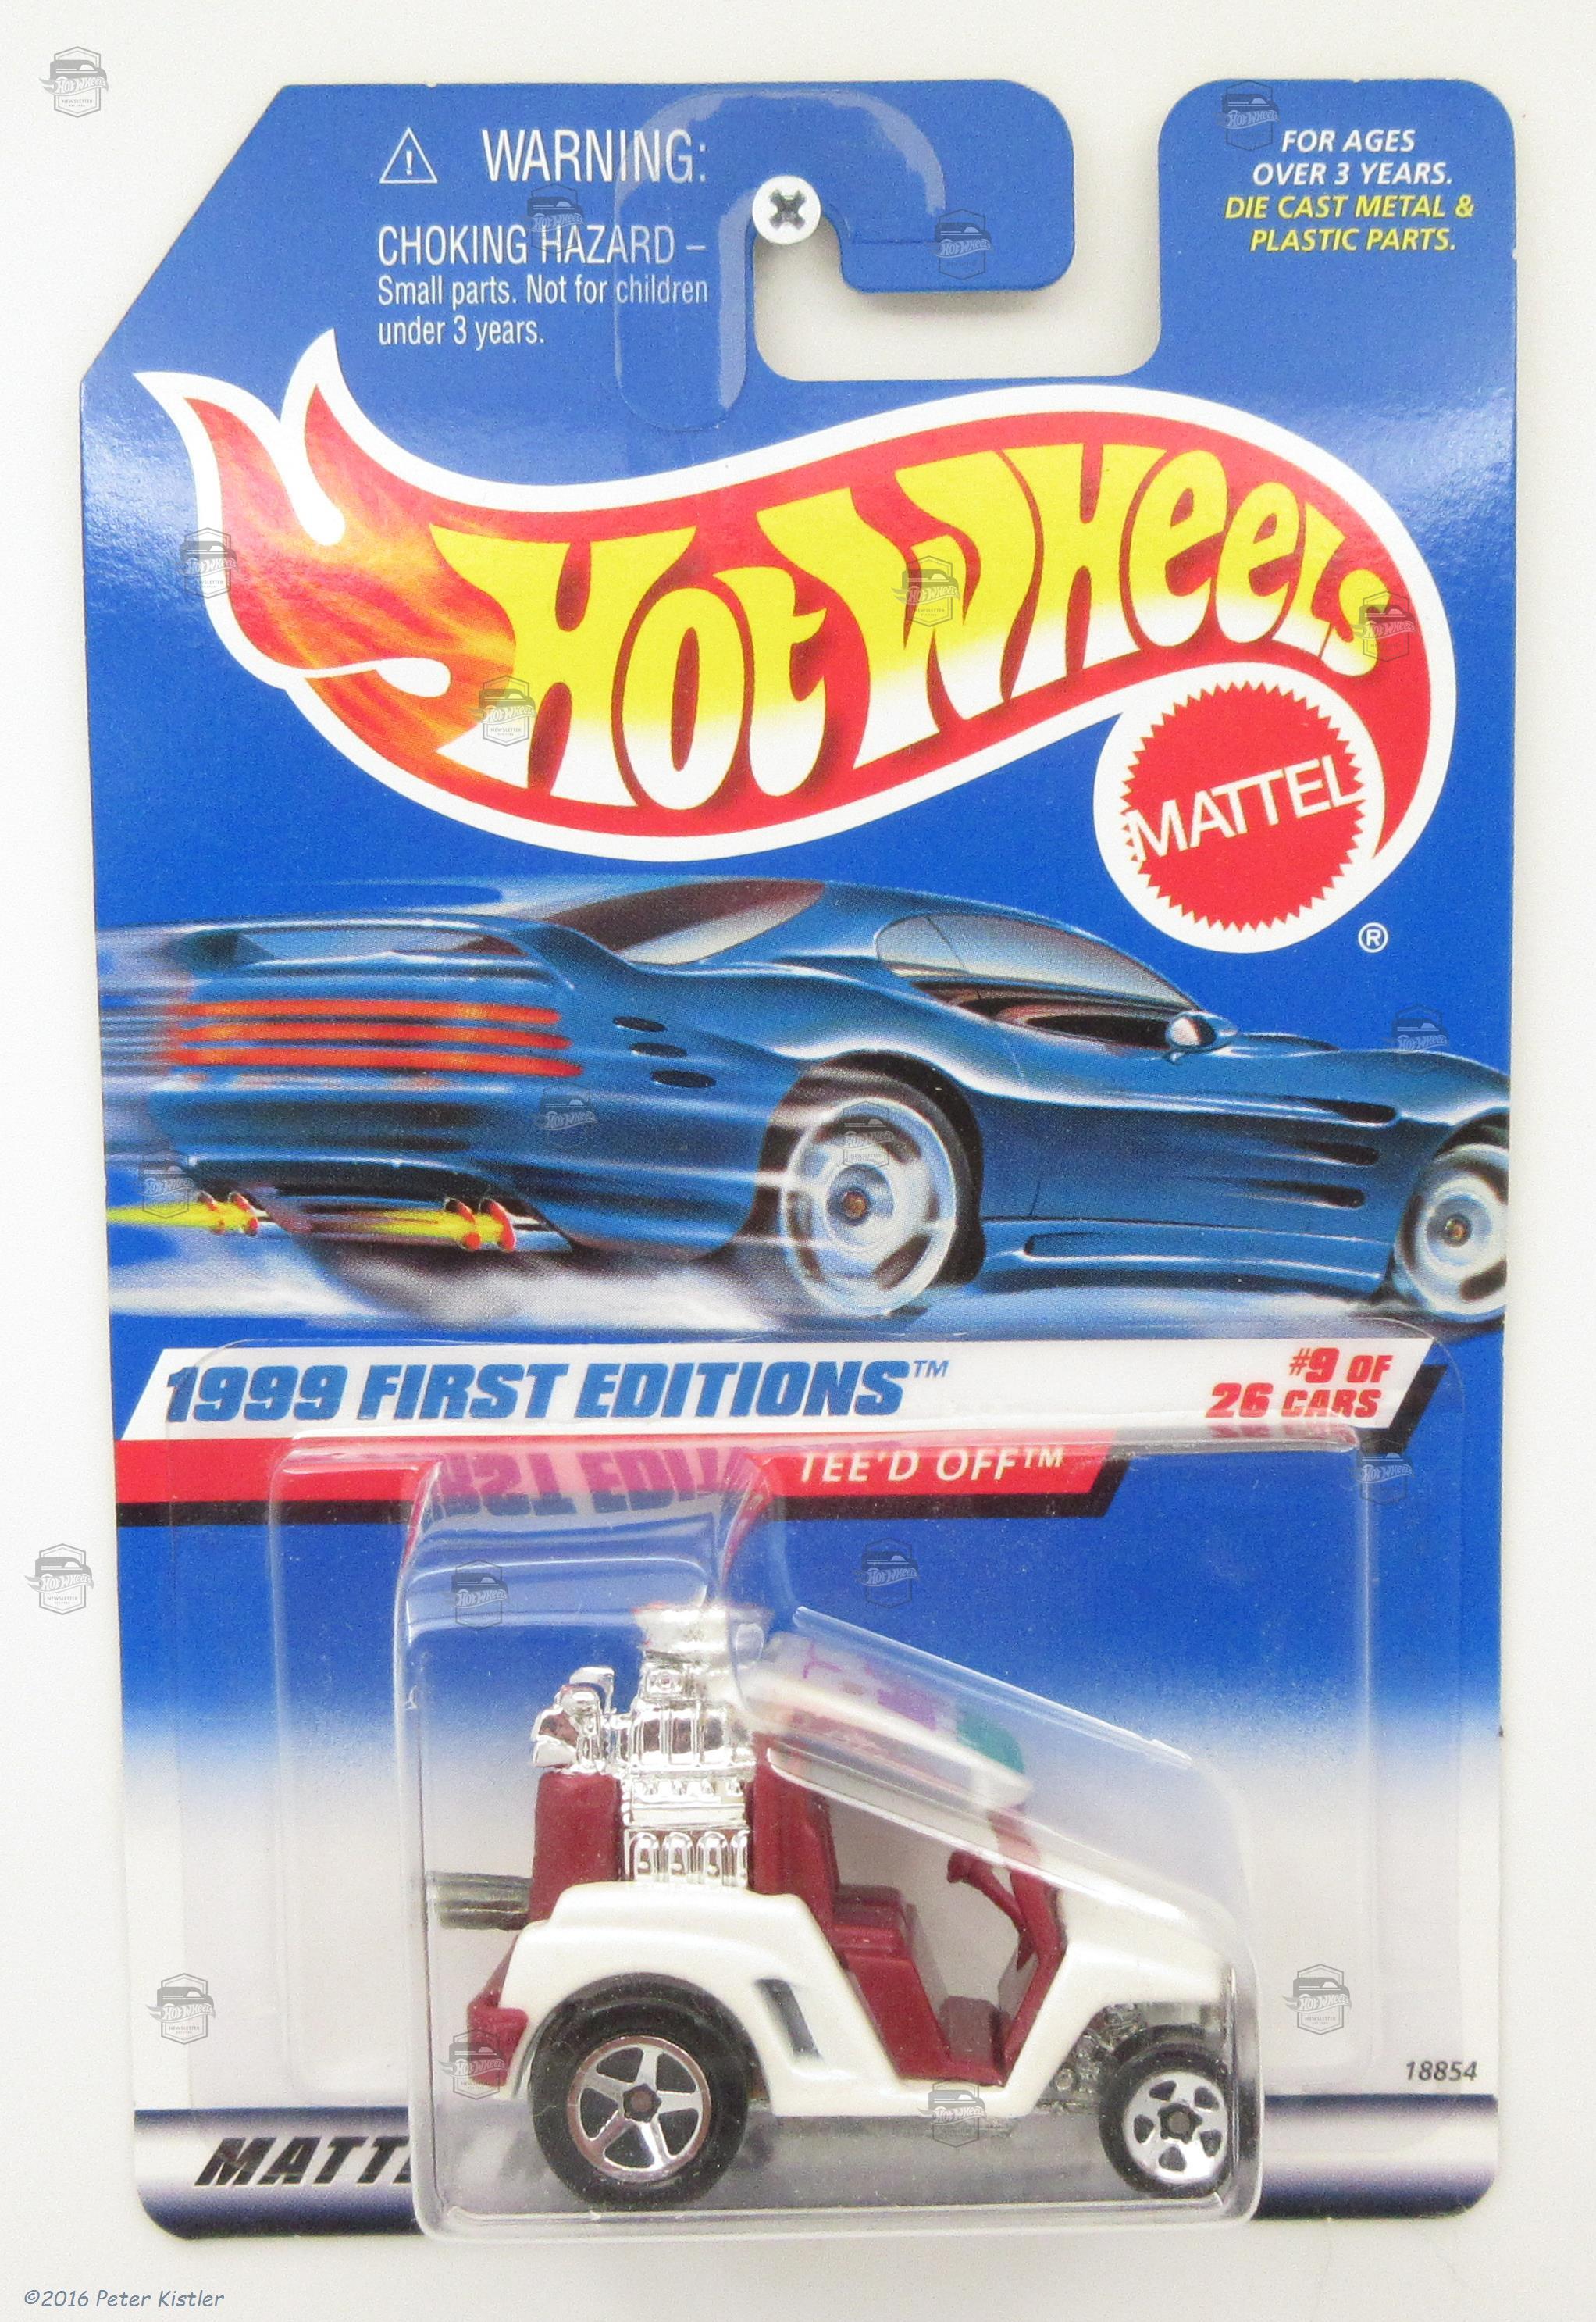 WARNING:
CHOKING HAZARD –
Small parts. Not for children
under 3 years.
FOR AGES
OVER 3 YEARS.
DIE CAST METAL &
PLASTIC PARTS.
Hot Wheels
MATTEL
®
1999 FIRST EDITIONS™
#9 OF
26 CARS
TEE'D OFF™
18854
MATT
©2016 Peter Kistler